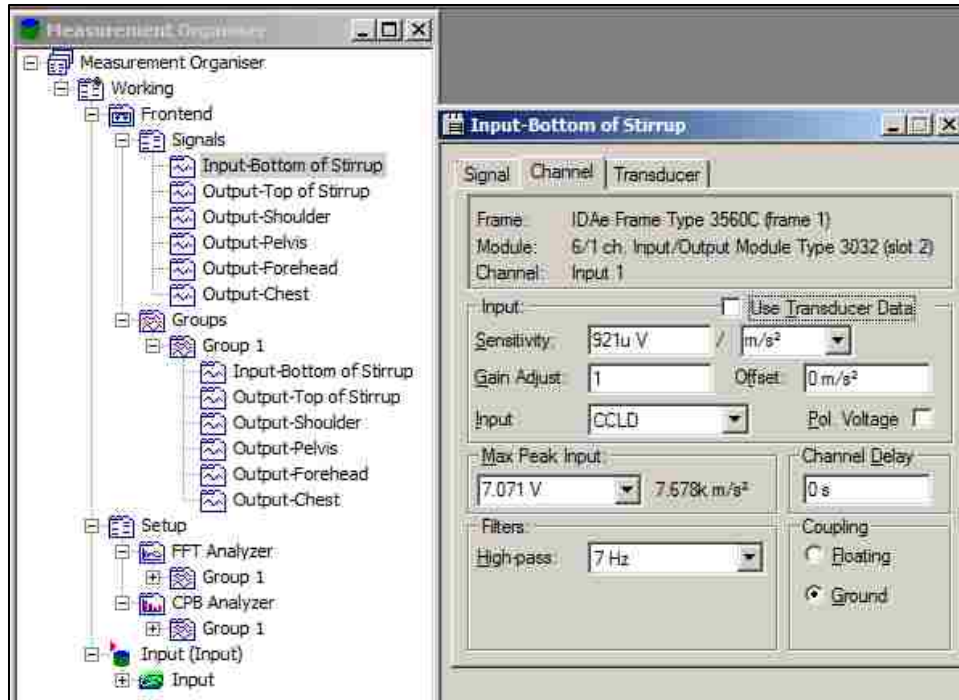 Measurement Organiser
Measurement Organiser
Working
Frontend
Signals
Input-Bottom of Stirrup
Output-Top of Stirrup
Output-Shoulder
Output-Pelvis
Output-Forehead
Output-Chest
Groups
Group 1
Input-Bottom of Stirrup
Output-Top of Stirrup
Output-Shoulder
Output-Pelvis
Output-Forehead
Output-Chest
Setup
FFT Analyzer
Group 1
CPB Analyzer
Group 1
Input (Input)
Input
Input-Bottom of Stirrup
Signal Channel Transducer
Frame: IDAe Frame Type 3560C (frame 1)
Module: 6/1 ch. Input/Output Module Type 3032 (slot 2)
Channel: Input 1
Input: Use Transducer Data
Sensitivity: 921u V / m/s²
Gain Adjust: 1 Offset: 0 m/s²
Input CCLD Pol. Voltage
Max Peak Input: Channel Delay
7.071 V 7.678k m/s² 0 s
Filters: Coupling
High-pass: 7 Hz Floating
Ground